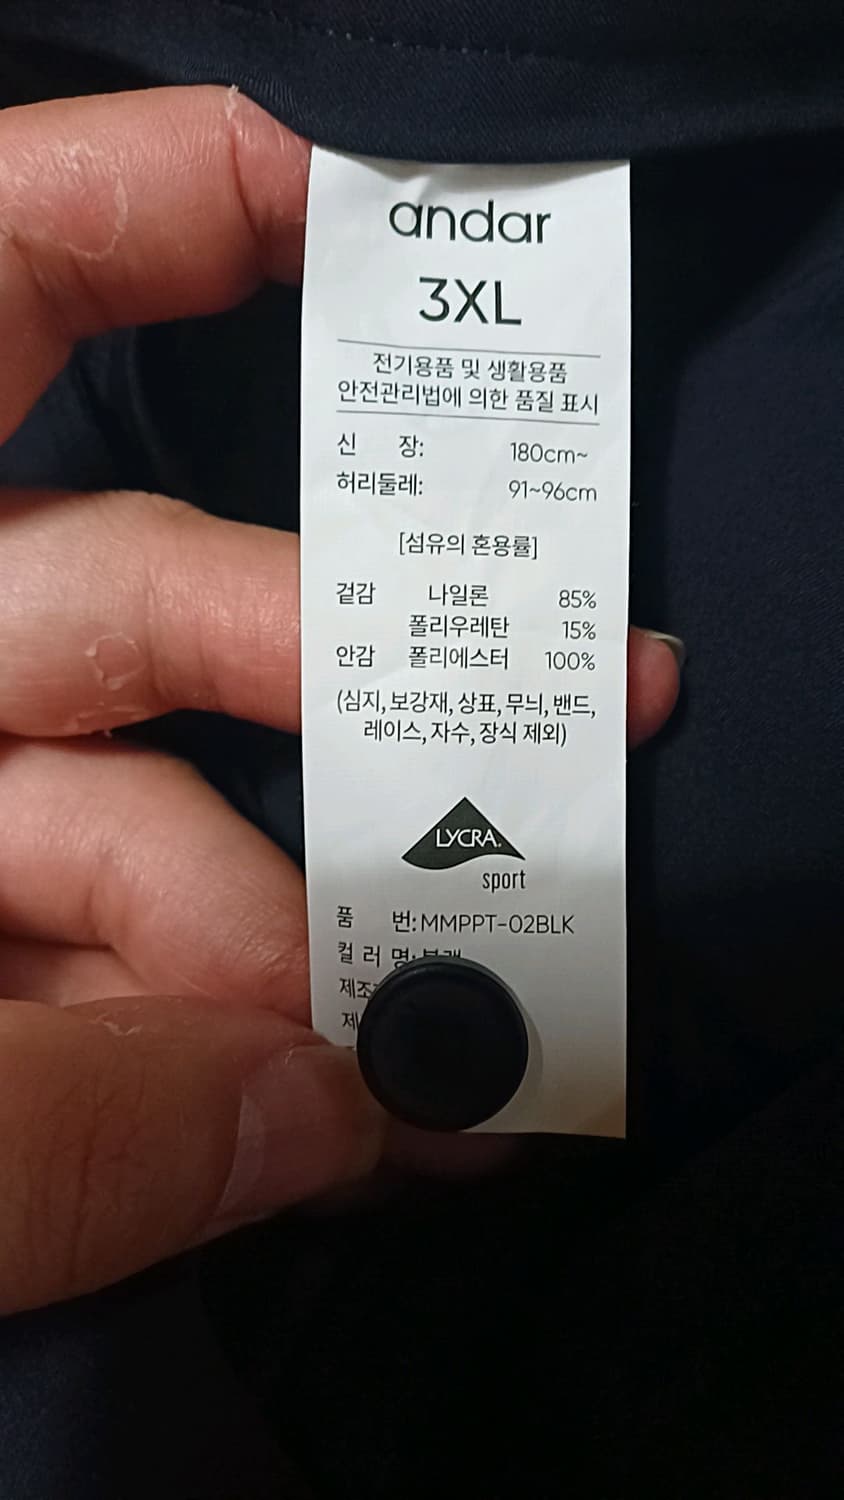 andar
3XL
전기용품 및 생활용품
안전관리법에 의한 품질 표시
신 장: 180cm~
허리둘레: 91~96cm
[섬유의 혼용률]
겉감 나일론 85%
폴리우레탄 15%
안감 폴리에스터 100%
(심지, 보강재, 상표, 무늬, 밴드,
레이스, 자수, 장식 제외)
LYCRA®
sport
품 번: MMPPT-02BLK
컬 러 명: